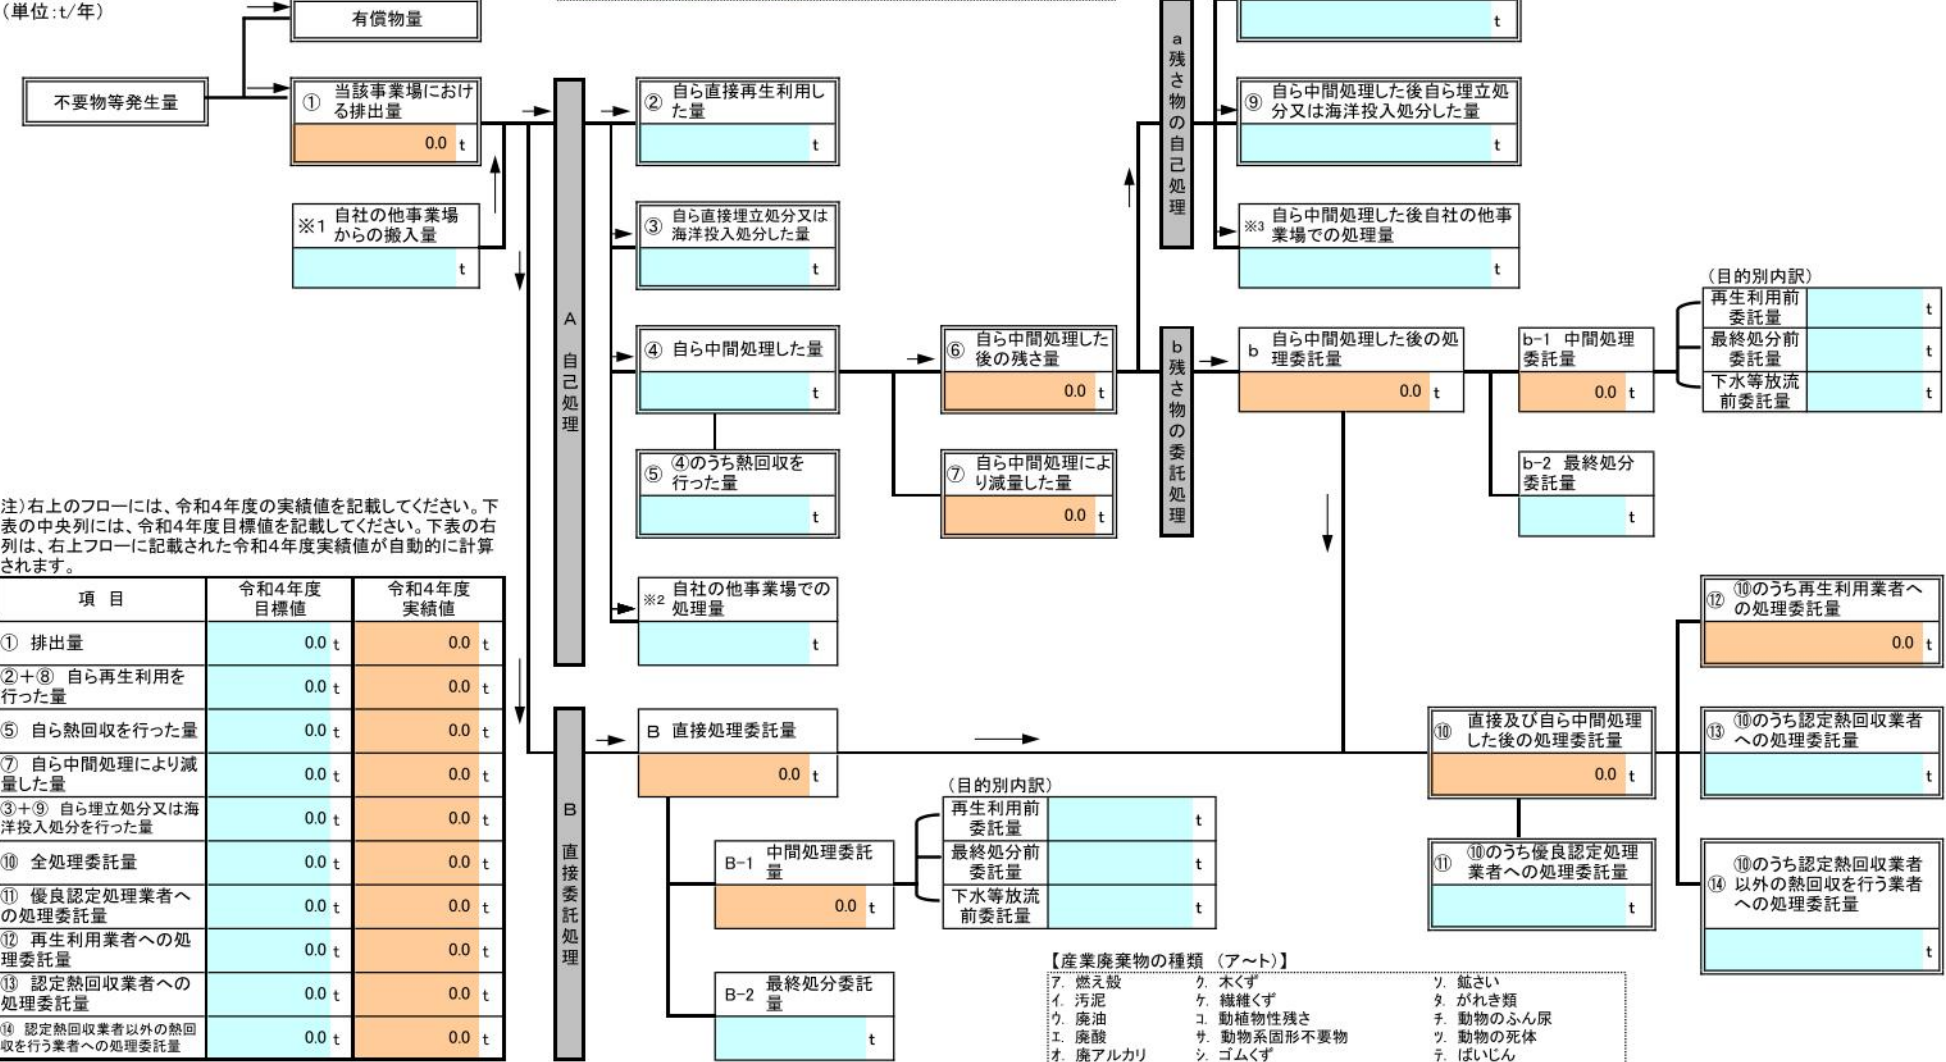 (単位:t/年)
有償物量
不要物等発生量
① 当該事業場におけ
る排出量
0.0 t
※1 自社の他事業場
からの搬入量
t
A 自己処理
② 自ら直接再生利用し
た量
t
③ 自ら直接埋立処分又は
海洋投入処分した量
t
④ 自ら中間処理した量
t
⑤ ④のうち熱回収を
行った量
t
※2 自社の他事業場での
処理量
t
⑥ 自ら中間処理した
後の残さ量
0.0 t
⑦ 自ら中間処理によ
り減量した量
0.0 t
a 残さ物の自己処理
t
⑨ 自ら中間処理した後自ら埋立処
分又は海洋投入処分した量
t
※3 自ら中間処理した後自社の他事
業場での処理量
t
b 残さ物の委託処理
b 自ら中間処理した後の処
理委託量
0.0 t
b-1 中間処理
委託量
0.0 t
b-2 最終処分
委託量
t
(目的別内訳)
再生利用前
委託量
t
最終処分前
委託量
t
下水等放流
前委託量
t
注)右上のフローには、令和4年度の実績値を記載してください。下
表の中央列には、令和4年度目標値を記載してください。下表の右
列は、右上フローに記載された令和4年度実績値が自動的に計算
されます。
項 目
令和4年度
目標値
令和4年度
実績値
① 排出量
0.0 t 0.0 t
②+⑧ 自ら再生利用を
行った量
0.0 t 0.0 t
⑤ 自ら熱回収を行った量
0.0 t 0.0 t
⑦ 自ら中間処理により減
量した量
0.0 t 0.0 t
③+⑨ 自ら埋立処分又は海
洋投入処分を行った量
0.0 t 0.0 t
⑩ 全処理委託量
0.0 t 0.0 t
⑪ 優良認定処理業者へ
の処理委託量
0.0 t 0.0 t
⑫ 再生利用業者への処
理委託量
0.0 t 0.0 t
⑬ 認定熱回収業者への
処理委託量
0.0 t 0.0 t
⑭ 認定熱回収業者以外の熱回
収を行う業者への処理委託量
0.0 t 0.0 t
B 直接委託処理
B 直接処理委託量
0.0 t
B-1 中間処理委託
量
0.0 t
B-2 最終処分委託
量
t
(目的別内訳)
再生利用前
委託量
t
最終処分前
委託量
t
下水等放流
前委託量
t
⑩ 直接及び自ら中間処理
した後の処理委託量
0.0 t
⑪ ⑩のうち優良認定処理
業者への処理委託量
t
⑫ ⑩のうち再生利用業者へ
の処理委託量
0.0 t
⑬ ⑩のうち認定熱回収業者
への処理委託量
t
⑭ ⑩のうち認定熱回収業者
以外の熱回収を行う業者
への処理委託量
t
【産業廃棄物の種類 (ア~ト)】
ア. 燃え殻 ク. 木くず ソ. 鉱さい
イ. 汚泥 ケ. 繊維くず タ. がれき類
ウ. 廃油 コ. 動植物性残さ チ. 動物のふん尿
エ. 廃酸 サ. 動物系固形不要物 ツ. 動物の死体
オ. 廃アルカリ シ. ゴムくず テ. ばいじん